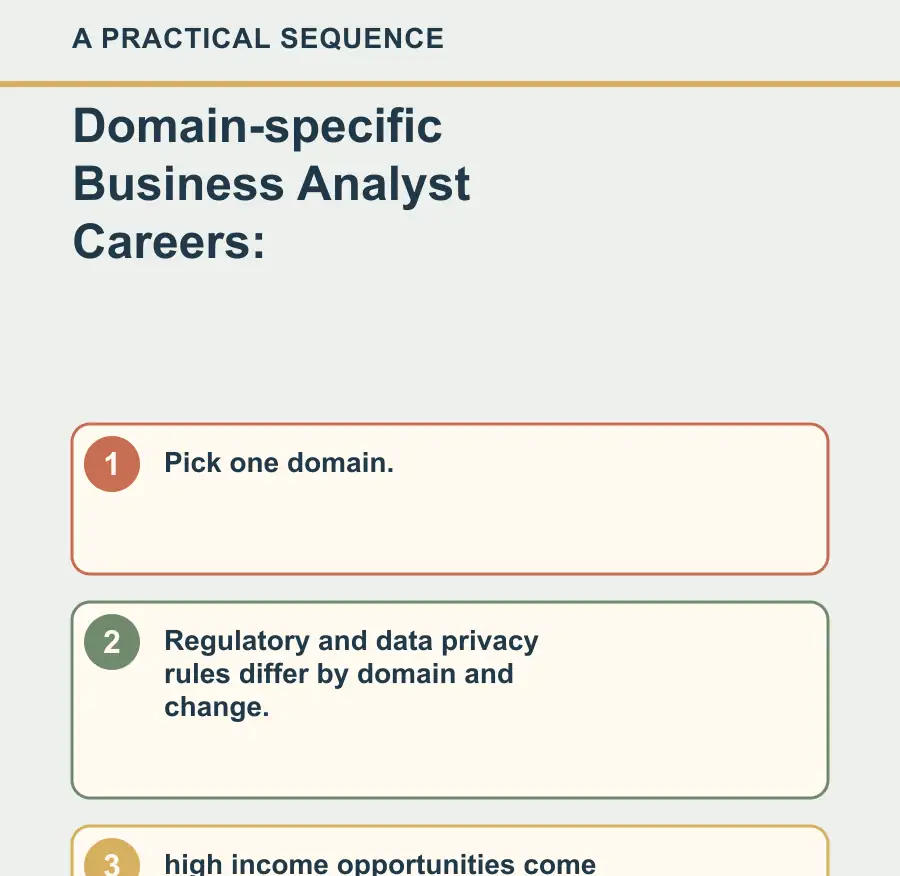 A PRACTICAL SEQUENCE
Domain-specific
Business Analyst
Careers:
1
Pick one domain.
2
Regulatory and data privacy
rules differ by domain and
change.
3
high income opportunities come